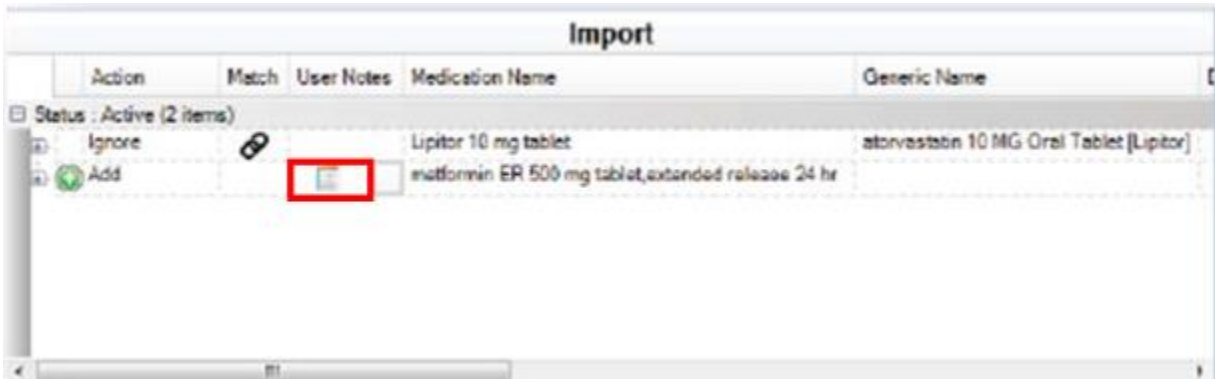 Import
Action Match User Notes Medication Name Generic Name
Status : Active (2 items)
Ignore Lipitor 10 mg tablet atorvastatin 10 MG Oral Tablet [Lipitor]
Add metformin ER 500 mg tablet,extended release 24 hr